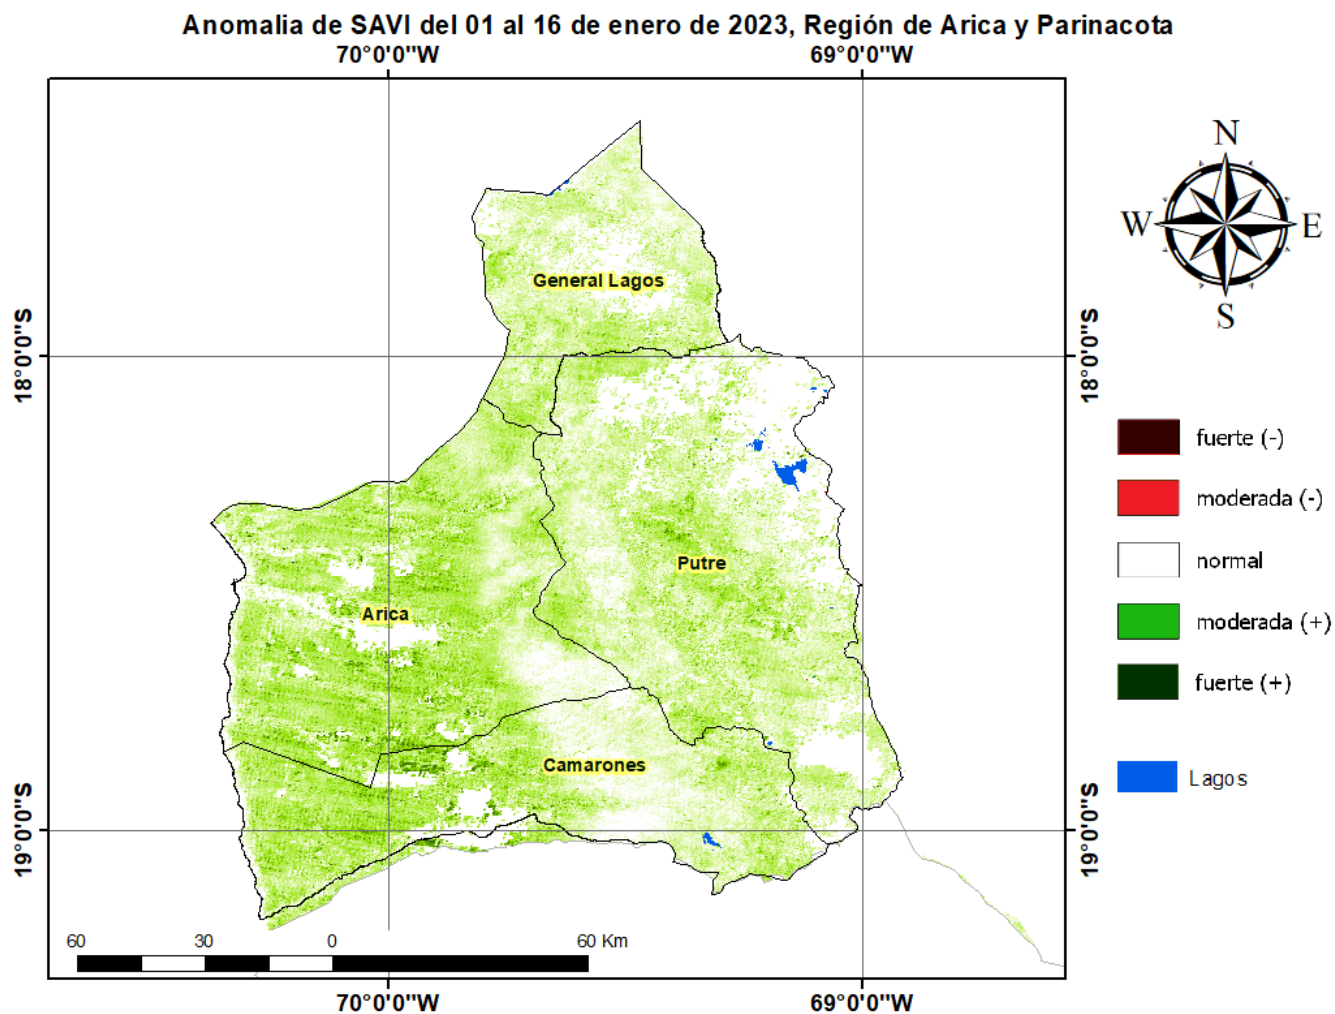 Anomalia de SAVI del 01 al 16 de enero de 2023, Región de Arica y Parinacota
70°0'0"W 69°0'0"W
N
W E
S
General Lagos
18°0'0"S 18°0'0"S
fuerte (-)
moderada (-)
normal
moderada (+)
fuerte (+)
Lagos
Putre
Arica
Camarones
19°0'0"S 19°0'0"S
60 30 0 60 Km
70°0'0"W 69°0'0"W